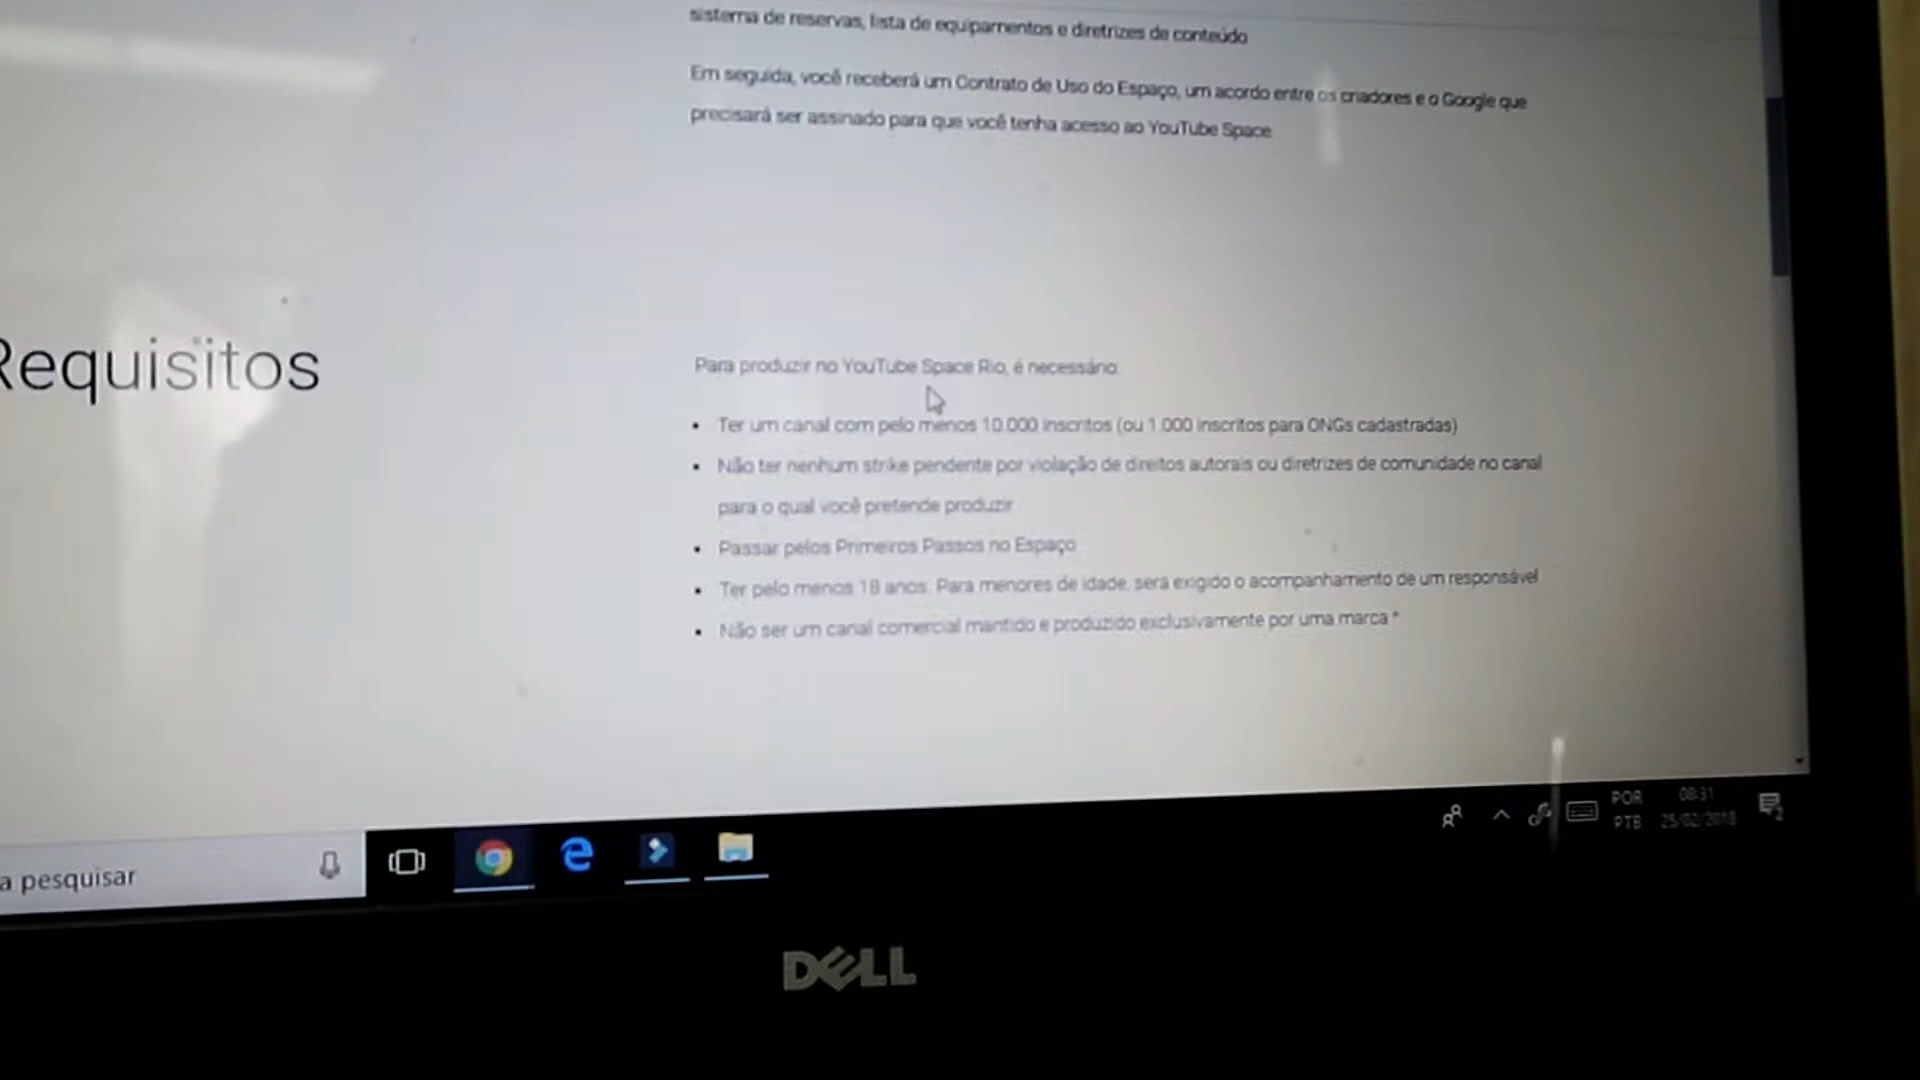 sistema de reservas, lista de equipamentos e diretrizes de conteúdo
Em seguida, você receberá um Contrato de Uso do Espaço, um acordo entre os criadores e o Google que
precisará ser assinado para que você tenha acesso ao YouTube Space
Requisitos
Para produzir no YouTube Space Rio, é necessário:
• Ter um canal com pelo menos 10.000 inscritos (ou 1.000 inscritos para ONGs cadastradas)
• Não ter nenhum strike pendente por violação de direitos autorais ou diretrizes de comunidade no canal
para o qual você pretende produzir
• Passar pelos Primeiros Passos no Espaço
• Ter pelo menos 18 anos. Para menores de idade, será exigido o acompanhamento de um responsável
• Não ser um canal comercial mantido e produzido exclusivamente por uma marca *
POR 08:31
PTB 25/02/2018
2
a pesquisar
DELL